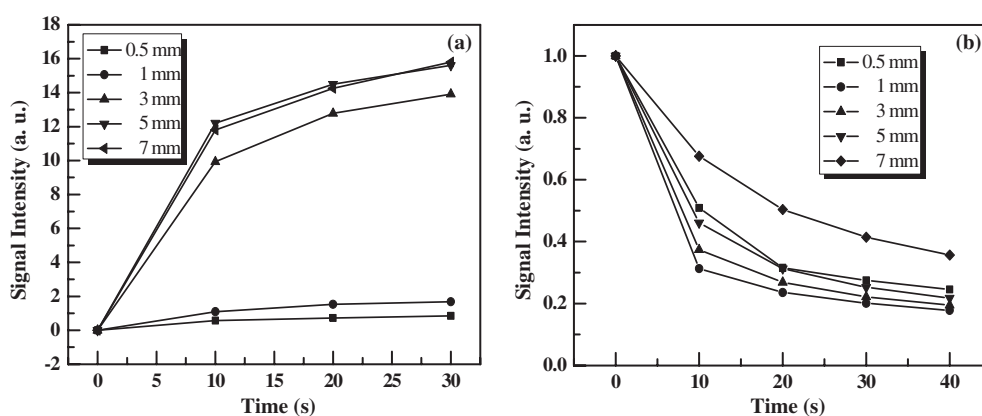 18
16
14
12
10
8
6
4
2
0
-2
Signal Intensity (a. u.)
0.5 mm
1 mm
3 mm
5 mm
7 mm
(a)
0 5 10 15 20 25 30
Time (s)
1.0
0.8
0.6
0.4
0.2
0.0
Signal Intensity (a. u.)
(b)
0.5 mm
1 mm
3 mm
5 mm
7 mm
0 10 20 30 40
Time (s)